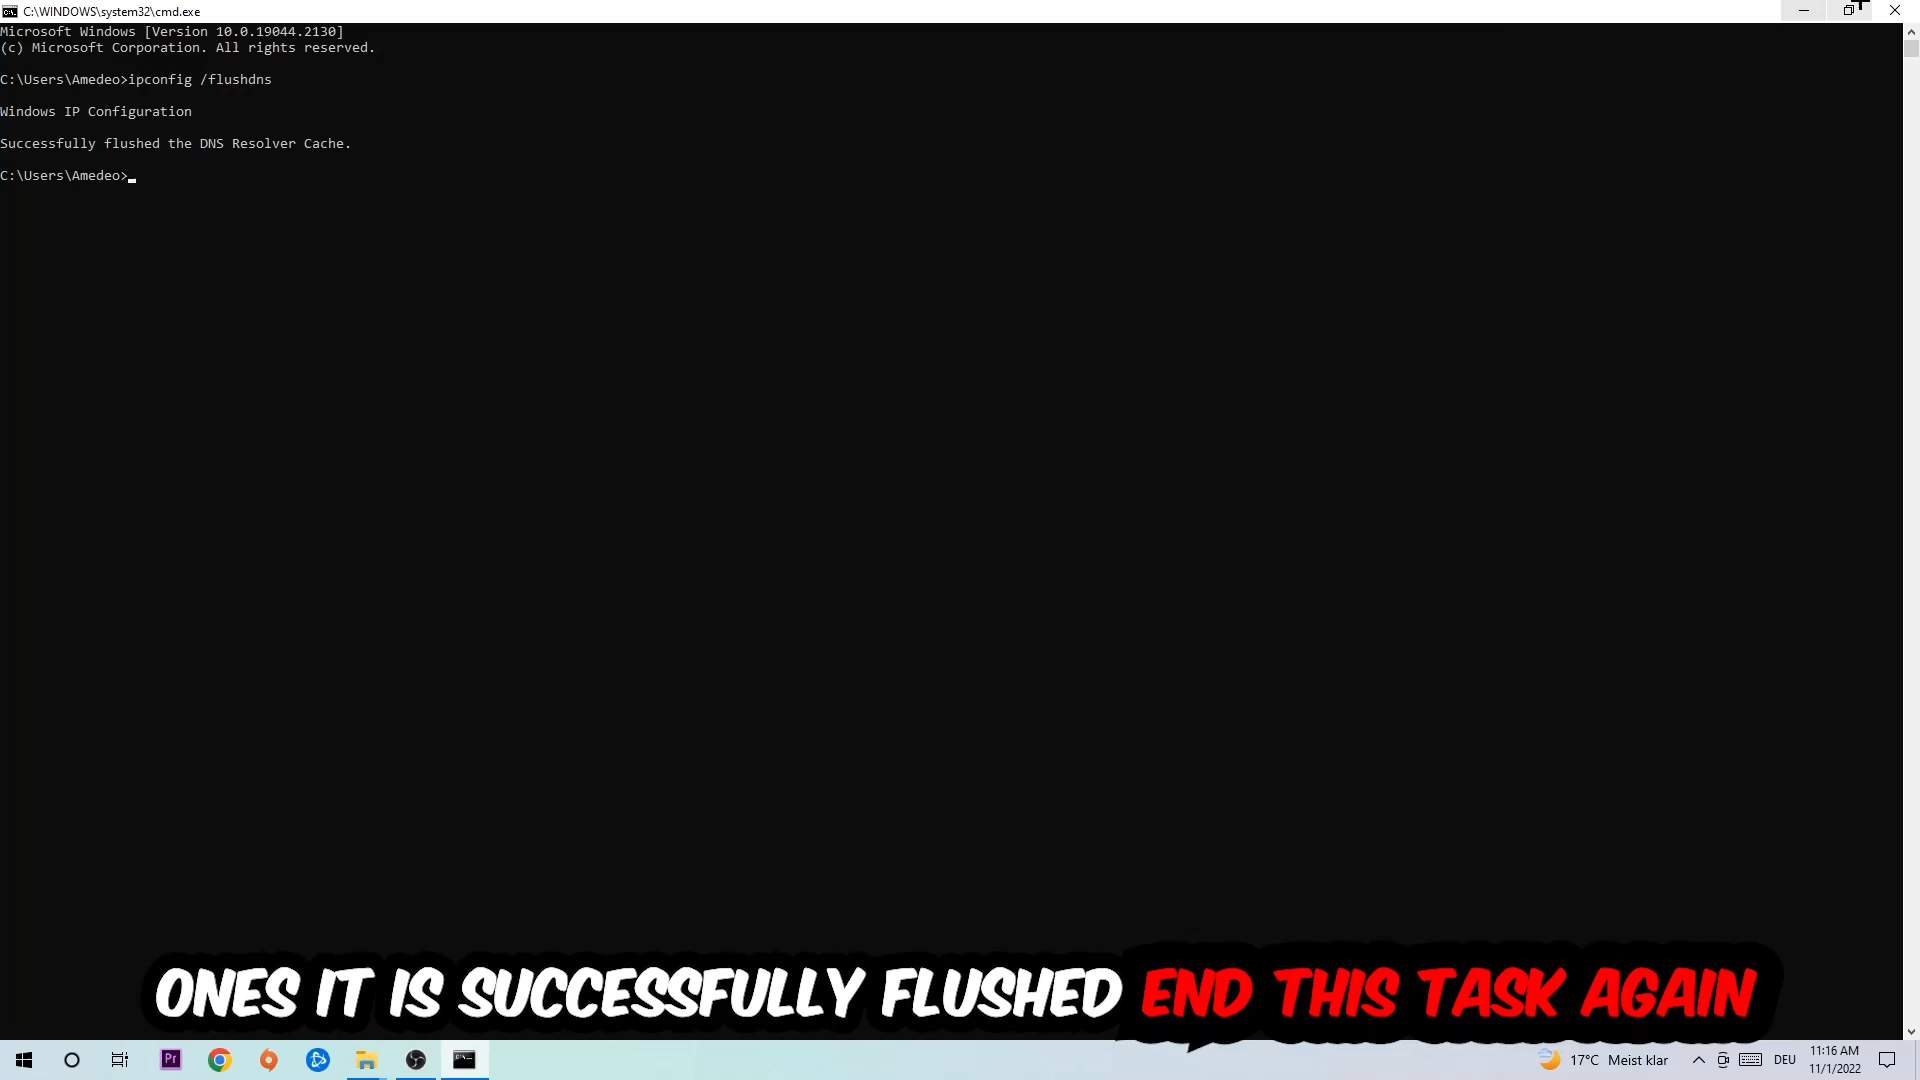 C:\WINDOWS\system32\cmd.exe
Microsoft Windows [Version 10.0.19044.2130]
(c) Microsoft Corporation. All rights reserved.
C:\Users\Amedeo>ipconfig /flushdns
Windows IP Configuration
Successfully flushed the DNS Resolver Cache.
C:\Users\Amedeo>
ONES IT IS SUCCESSFULLY FLUSHED END THIS TASK AGAIN
Pr
17°C Meist klar
DEU
11:16 AM
11/1/2022